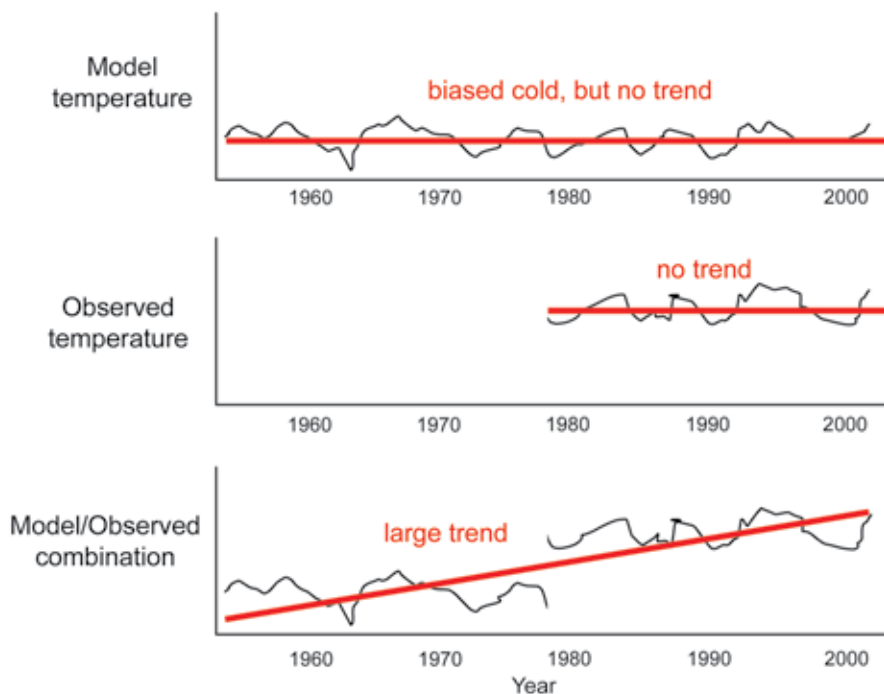 Model
temperature
biased cold, but no trend
1960 1970 1980 1990 2000
Observed
temperature
no trend
1960 1970 1980 1990 2000
Model/Observed
combination
large trend
1960 1970 1980 1990 2000
Year